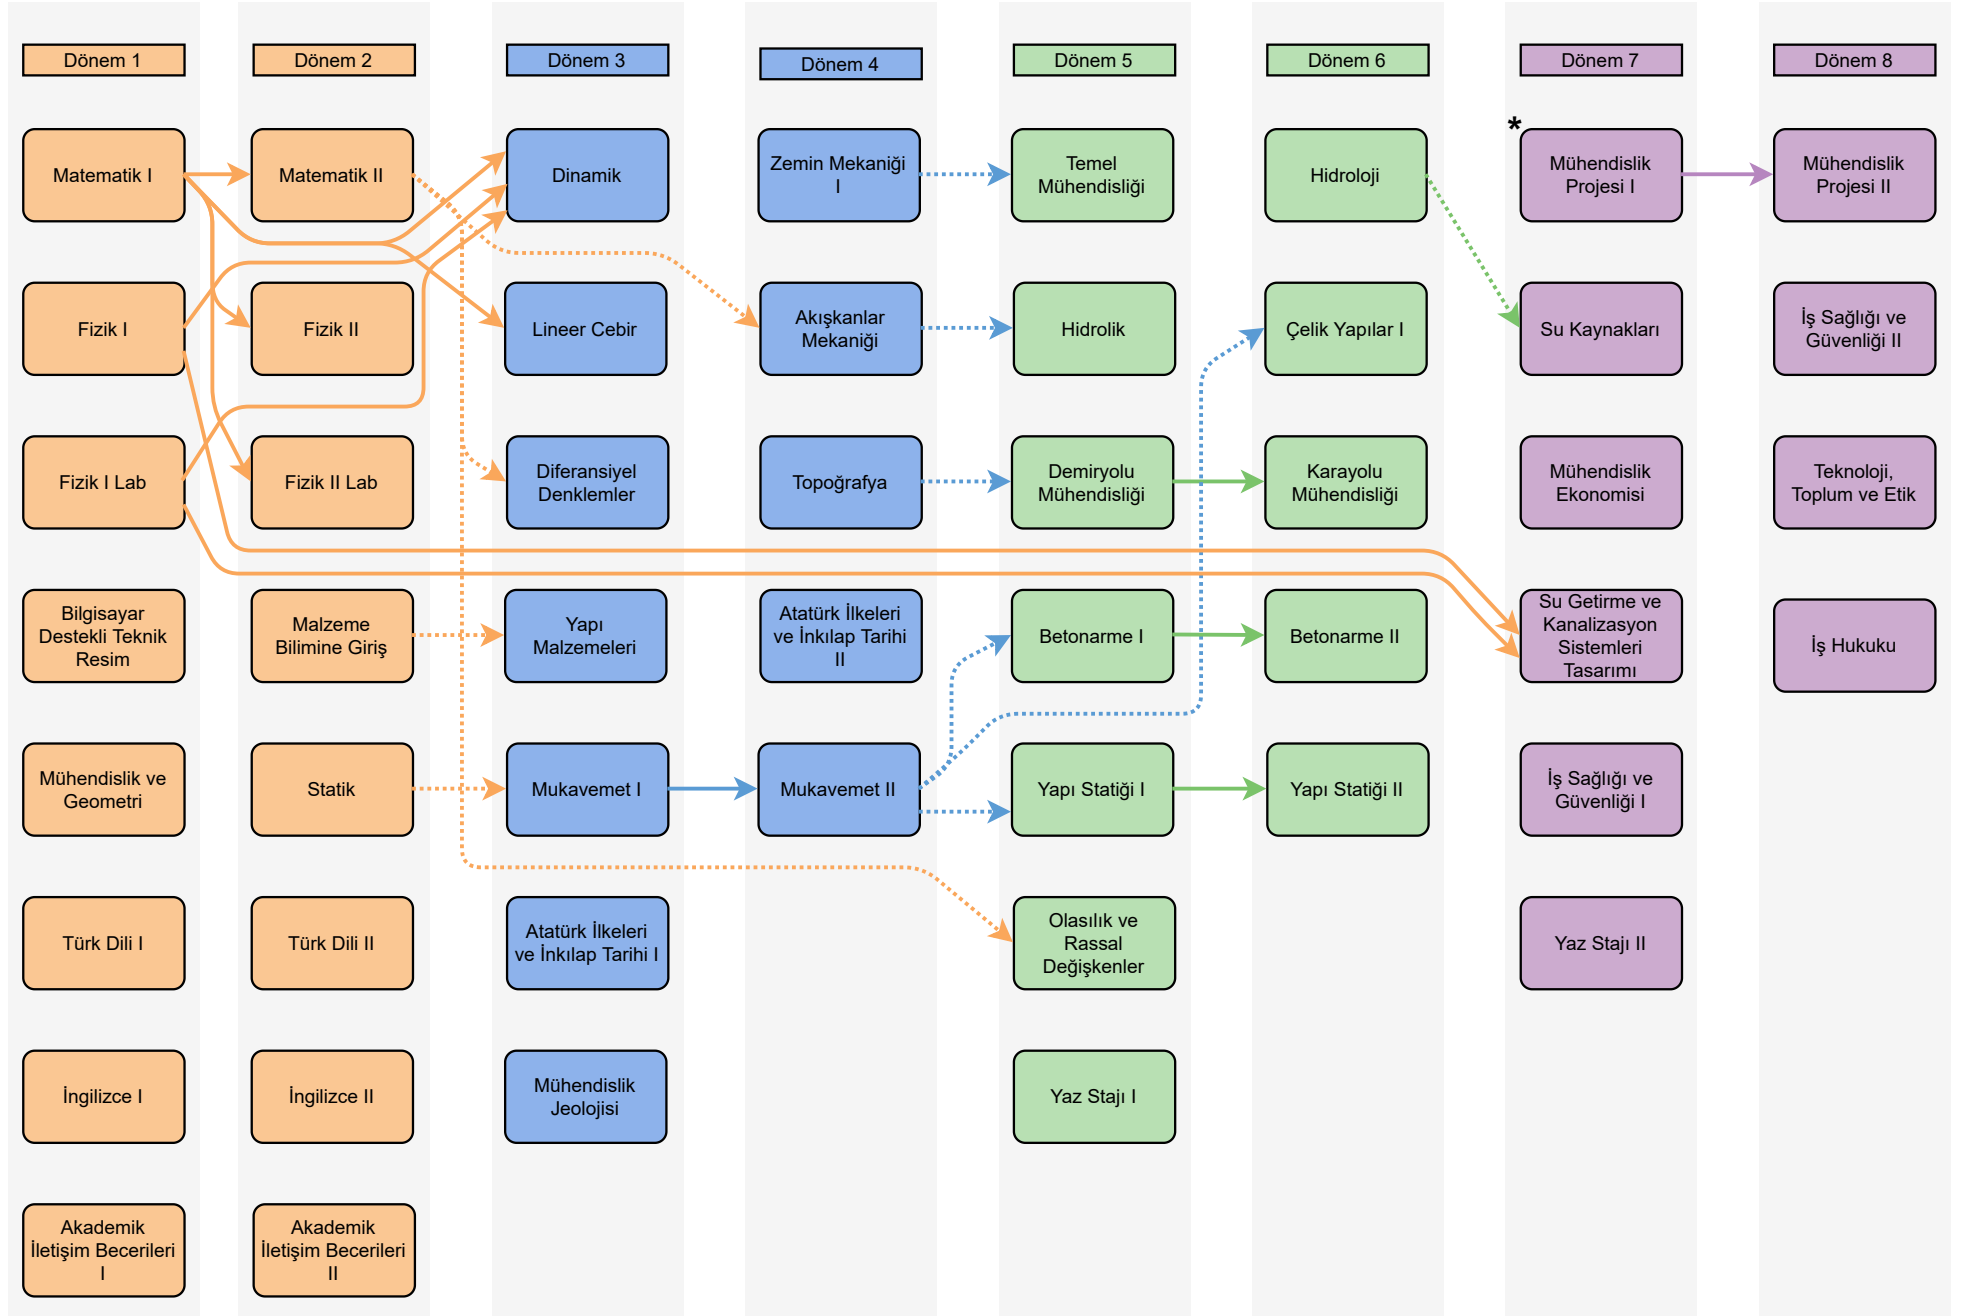 Dönem 1
Dönem 2
Dönem 3
Dönem 4
Dönem 5
Dönem 6
Dönem 7
Dönem 8
Matematik I
Matematik II
Dinamik
Zemin Mekaniği
I
Temel
Mühendisliği
Hidroloji
*
Mühendislik
Projesi I
Mühendislik
Projesi II
Fizik I
Fizik II
Lineer Cebir
Akışkanlar
Mekaniği
Hidrolik
Çelik Yapılar I
Su Kaynakları
İş Sağlığı ve
Güvenliği II
Fizik I Lab
Fizik II Lab
Diferansiyel
Denklemler
Topoğrafya
Demiryolu
Mühendisliği
Karayolu
Mühendisliği
Mühendislik
Ekonomisi
Teknoloji,
Toplum ve Etik
Bilgisayar
Destekli Teknik
Resim
Malzeme
Bilimine Giriş
Yapı
Malzemeleri
Atatürk İlkeleri
ve İnkılap Tarihi
II
Betonarme I
Betonarme II
Su Getirme ve
Kanalizasyon
Sistemleri
Tasarımı
İş Hukuku
Mühendislik ve
Geometri
Statik
Mukavemet I
Mukavemet II
Yapı Statiği I
Yapı Statiği II
İş Sağlığı ve
Güvenliği I
Türk Dili I
Türk Dili II
Atatürk İlkeleri
ve İnkılap Tarihi I
Olasılık ve
Rassal
Değişkenler
Yaz Stajı II
İngilizce I
İngilizce II
Mühendislik
Jeolojisi
Yaz Stajı I
Akademik
İletişim Becerileri
I
Akademik
İletişim Becerileri
II